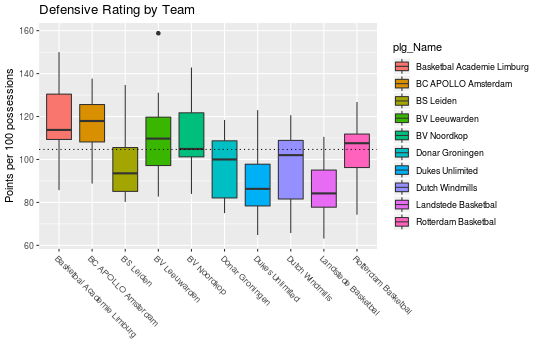 Defensive Rating by Team
Points per 100 possessions
160
140
120
100
80
60
Basketbal Academie Limburg
BC APOLLO Amsterdam
BS Leiden
BV Leeuwarden
BV Noordkop
Donar Groningen
Dukes Unlimited
Dutch Windmills
Landstede Basketbal
Rotterdam Basketbal
plg_Name
Basketbal Academie Limburg
BC APOLLO Amsterdam
BS Leiden
BV Leeuwarden
BV Noordkop
Donar Groningen
Dukes Unlimited
Dutch Windmills
Landstede Basketbal
Rotterdam Basketbal